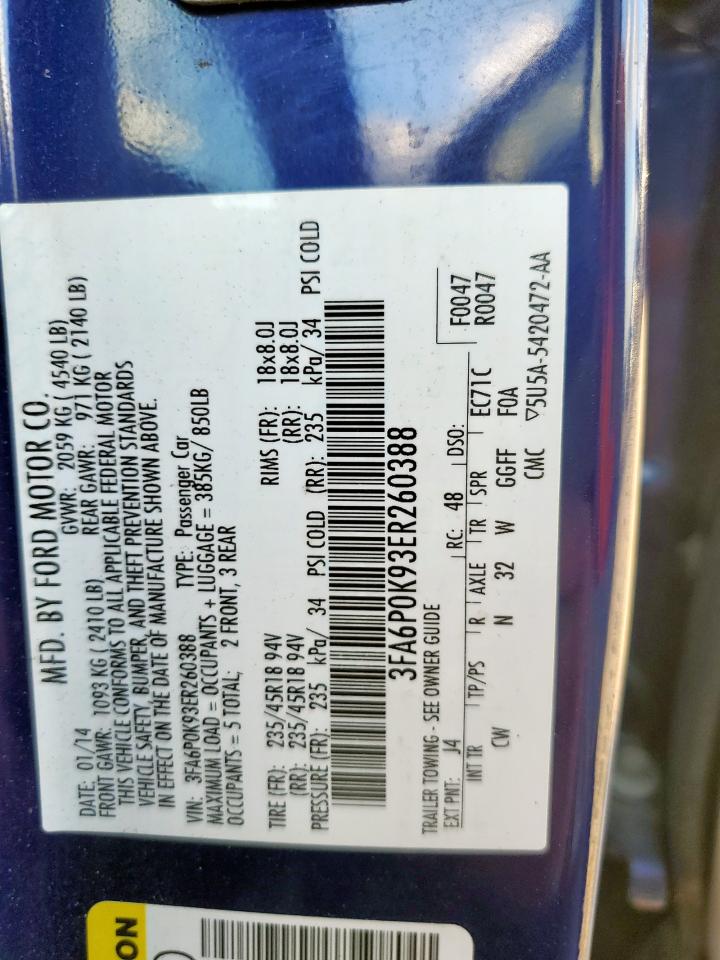 MFD. BY FORD MOTOR CO.
DATE: 01/14 GVWR: 2059 KG ( 4540 LB)
FRONT GAWR: 1093 KG ( 2410 LB) REAR GAWR: 971 KG ( 2140 LB)
THIS VEHICLE CONFORMS TO ALL APPLICABLE FEDERAL MOTOR
VEHICLE SAFETY, BUMPER, AND THEFT PREVENTION STANDARDS
IN EFFECT ON THE DATE OF MANUFACTURE SHOWN ABOVE.
VIN: 3FA6P0K93ER260388 TYPE: Passenger Car
MAXIMUM LOAD = OCCUPANTS + LUGGAGE = 385KG/ 850LB
OCCUPANTS = 5 TOTAL; 2 FRONT, 3 REAR
TIRE (FR): 235/45R18 94V RIMS (FR): 18x8.0J
(RR): 235/45R18 94V (RR): 18x8.0J
PRESSURE (FR): 235 kPa/ 34 PSI COLD (RR): 235 kPa/ 34 PSI COLD
3FA6P0K93ER260388
TRAILER TOWING - SEE OWNER GUIDE
F0047
R0047
EXT PNT: J4 RC: 48 DSO:
INT TR TP/PS R AXLE TR SPR EC71C
CW N 32 W GGFF F0A
CMC ▽5U5A-5420472-AA
ON